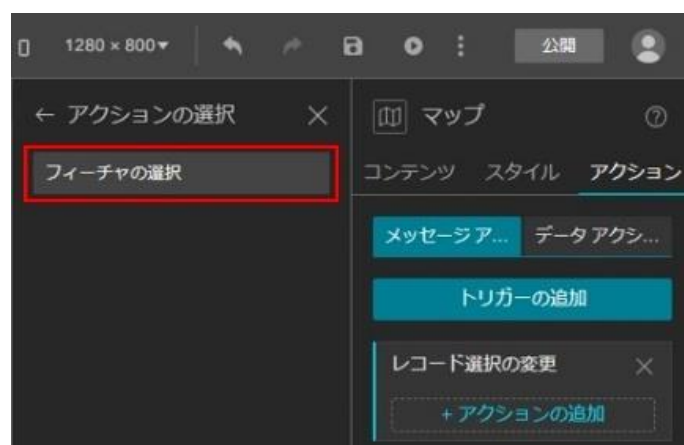 1280 × 800
公開
← アクションの選択
マップ
フィーチャの選択
コンテンツ スタイル アクション
メッセージ ア... データ アクシ...
トリガーの追加
レコード選択の変更
+ アクションの追加